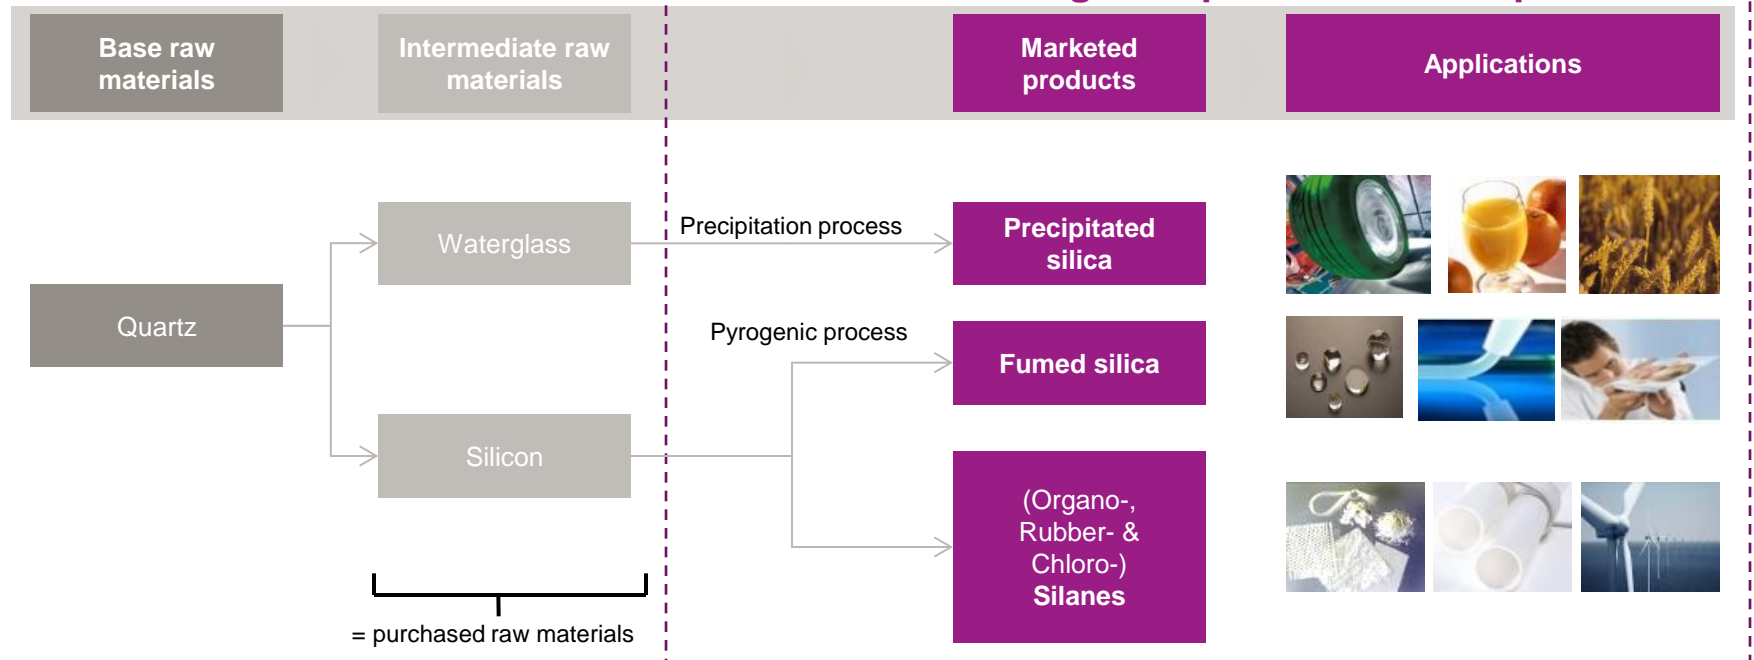 Base raw
materials
Intermediate raw
materials
Marketed
products
Applications
Waterglass
Precipitation process
Precipitated
silica
Quartz
Pyrogenic process
Fumed silica
Silicon
(Organo-,
Rubber- &
Chloro-)
Silanes
= purchased raw materials